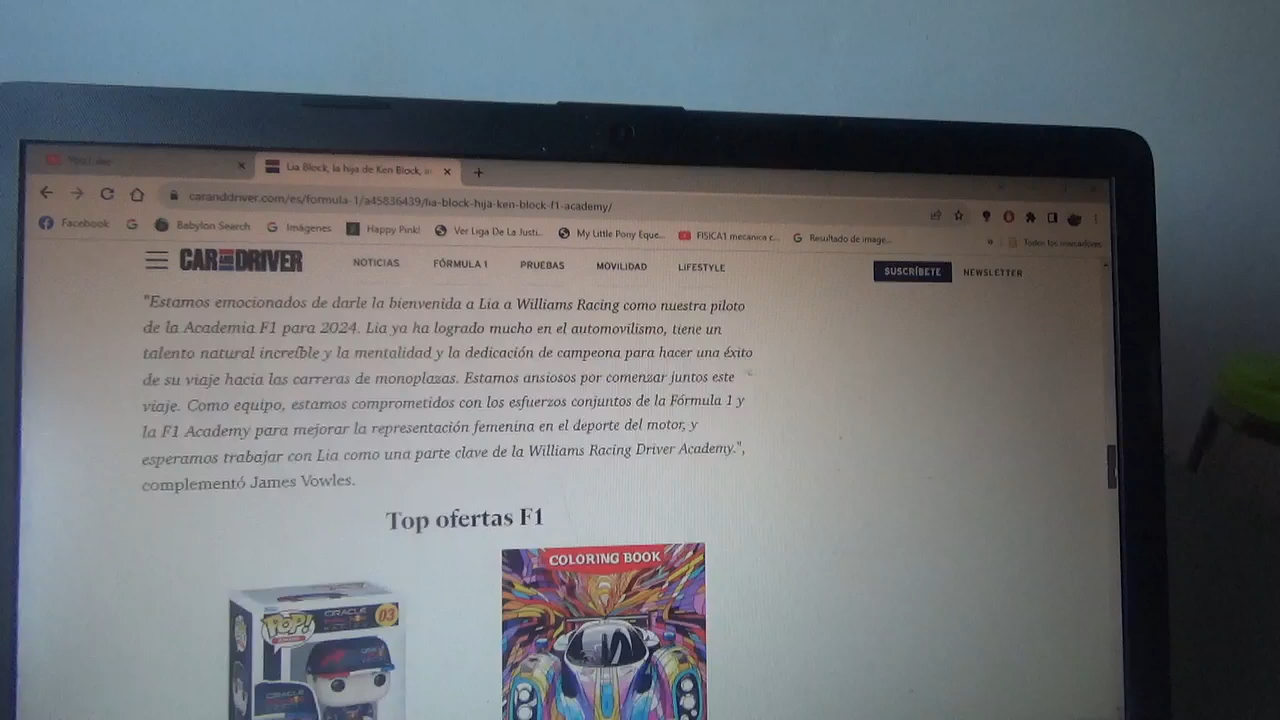 YouTube
Lia Block, la hija de Ken Block, in
caranddriver.com/es/formula-1/a45836439/lia-block-hija-ken-block-f1-academy/
Facebook
Babylon Search
Imágenes
Happy Pink!
Ver Liga De La Justi...
My Little Pony Eque...
FISICA1 mecanica c...
Resultado de image...
»
Todos los marcadores
CAR AND DRIVER
NOTICIAS
FÓRMULA 1
PRUEBAS
MOVILIDAD
LIFESTYLE
SUSCRÍBETE
NEWSLETTER
"Estamos emocionados de darle la bienvenida a Lia a Williams Racing como nuestra piloto
de la Academia F1 para 2024. Lia ya ha logrado mucho en el automovilismo, tiene un
talento natural increíble y la mentalidad y la dedicación de campeona para hacer una éxito
de su viaje hacia las carreras de monoplazas. Estamos ansiosos por comenzar juntos este
viaje. Como equipo, estamos comprometidos con los esfuerzos conjuntos de la Fórmula 1 y
la F1 Academy para mejorar la representación femenina en el deporte del motor, y
esperamos trabajar con Lia como una parte clave de la Williams Racing Driver Academy.",
complementó James Vowles.
Top ofertas F1
POP!
ORACLE
03
ORACLE
COLORING BOOK